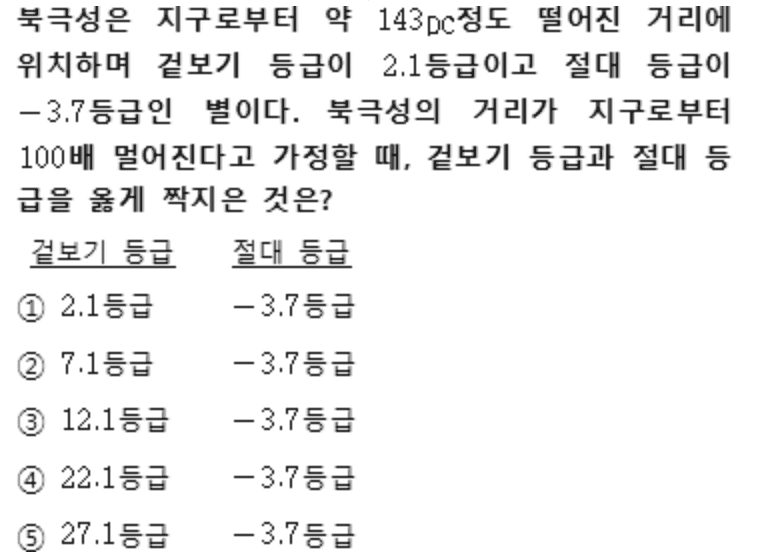 북극성은 지구로부터 약 143pc정도 떨어진 거리에
위치하며 겉보기 등급이 2.1등급이고 절대 등급이
-3.7등급인 별이다. 북극성의 거리가 지구로부터
100배 멀어진다고 가정할 때, 겉보기 등급과 절대 등
급을 옳게 짝지은 것은?
겉보기 등급 절대 등급
① 2.1등급 -3.7등급
② 7.1등급 -3.7등급
③ 12.1등급 -3.7등급
④ 22.1등급 -3.7등급
⑤ 27.1등급 -3.7등급